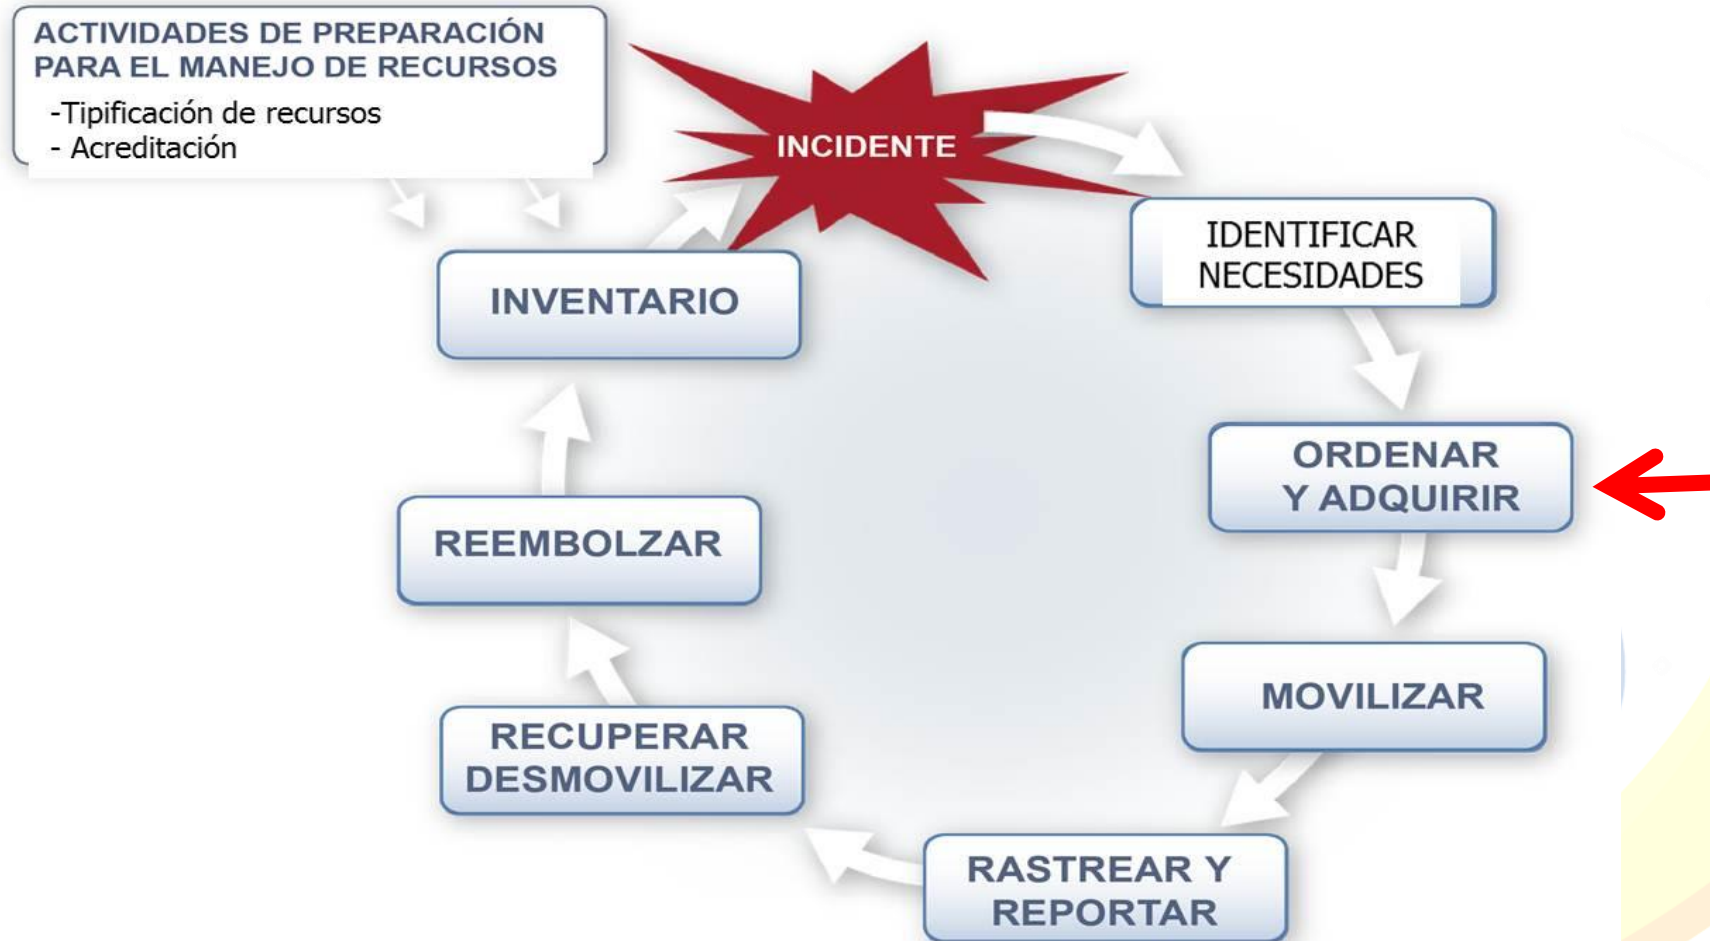 ACTIVIDADES DE PREPARACIÓN
PARA EL MANEJO DE RECURSOS
-Tipificación de recursos
- Acreditación
INCIDENTE
IDENTIFICAR
NECESIDADES
ORDENAR
Y ADQUIRIR
MOVILIZAR
RASTREAR Y
REPORTAR
RECUPERAR
DESMOVILIZAR
REEMBOLZAR
INVENTARIO